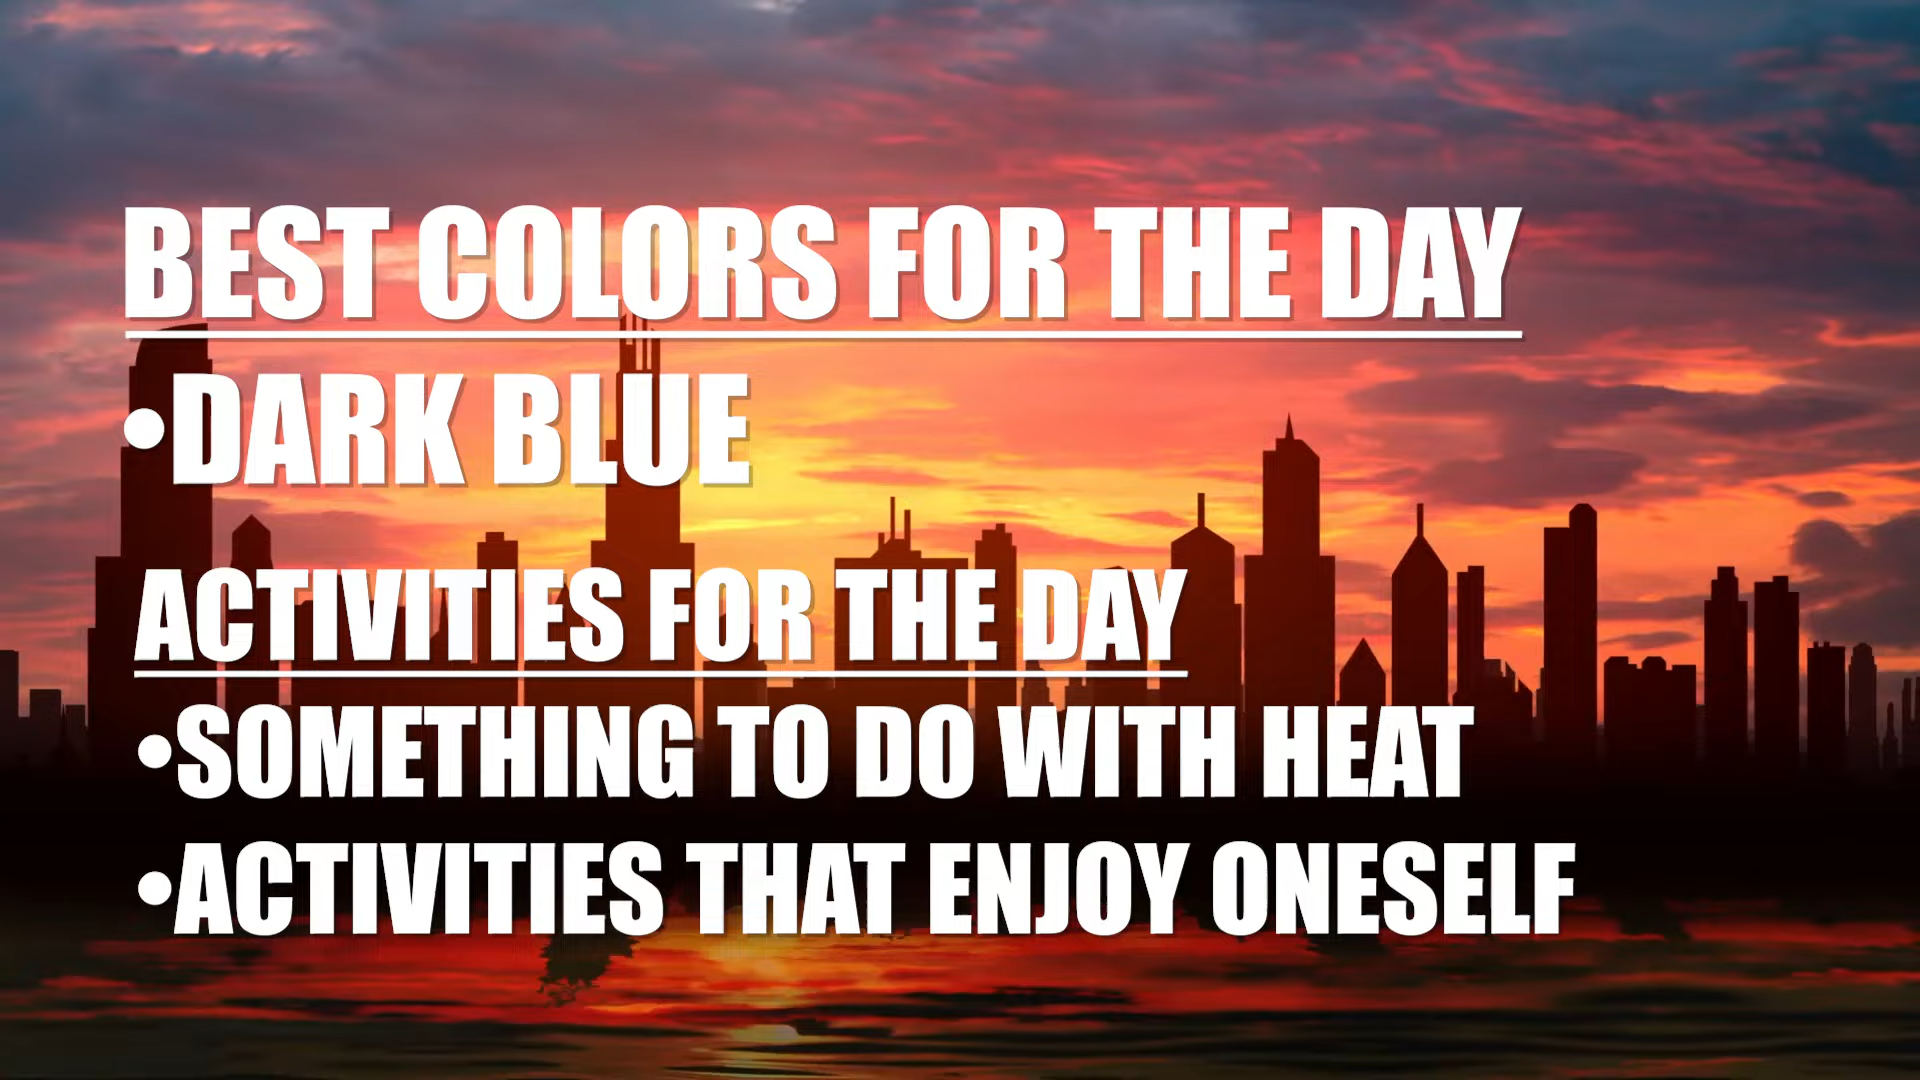 BEST COLORS FOR THE DAY
•DARK BLUE
ACTIVITIES FOR THE DAY
•SOMETHING TO DO WITH HEAT
•ACTIVITIES THAT ENJOY ONESELF